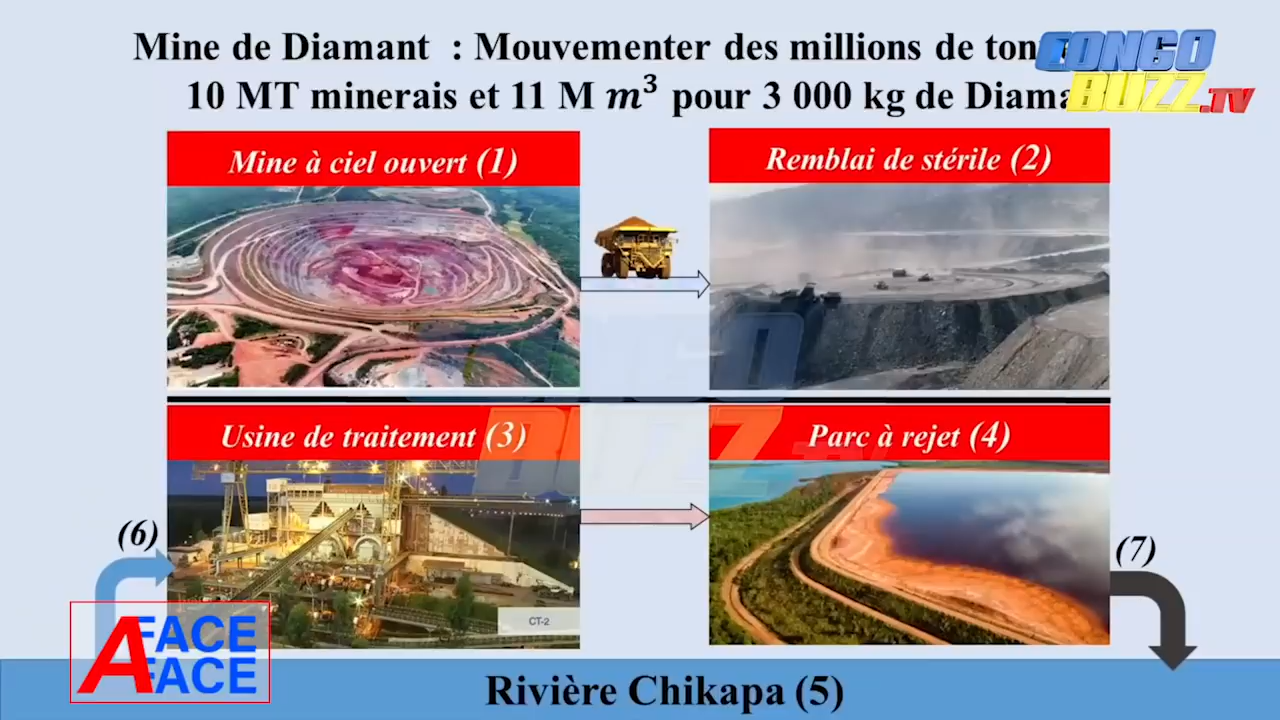 Mine de Diamant : Mouvementer des millions de
10 MT minerais et 11 M m³ pour 3 000 kg de
CONGO
BUZZ.TV
Mine à ciel ouvert (1)
Remblai de stérile (2)
Usine de traitement (3)
Parc à rejet (4)
(6)
(7)
CT-2
A FACE
FACE
Rivière Chikapa (5)